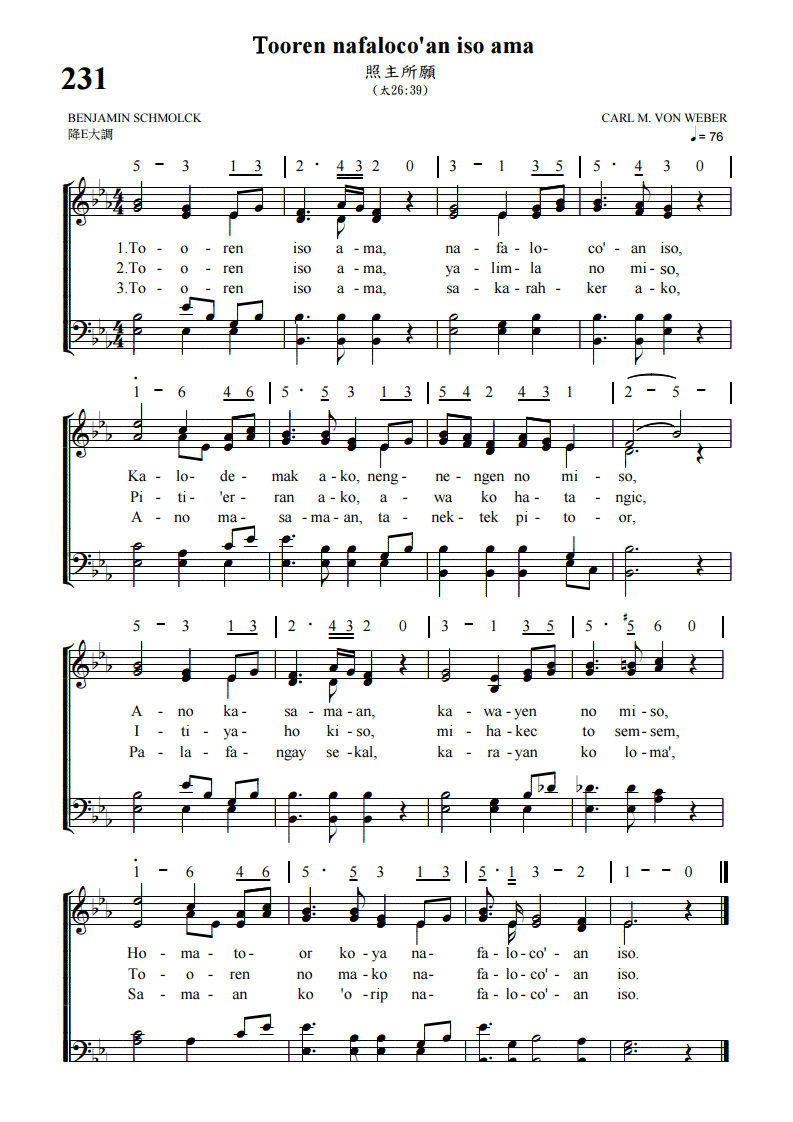 Tooren nafaloco'an iso ama
231
照主所願
(太26:39)
BENJAMIN SCHMOLCK
CARL M. VON WEBER
降E大調
♩= 76
5 - 3 1 3 | 2 · 4 3 2 0 | 3 - 1 3 5 | 5 · 4 3 0 |
1.To - o - ren iso a - ma, na - fa - lo - co' - an iso,
2.To - o - ren iso a - ma, ya - lim - la no mi - so,
3.To - o - ren iso a - ma, sa - ka - rah - ker a - ko,
1 - 6 4 6 | 5 · 5 3 1 3 | 5 4 2 4 3 1 | 2 - 5 - |
Ka - lo - de - mak a - ko, neng - ne - ngen no mi - so,
Pi - ti - 'er - ran a - ko, a - wa ko ha - ta - ngic,
A - no ma - sa - ma - an, ta - nek - tek pi - to - or,
5 - 3 1 3 | 2 · 4 3 2 0 | 3 - 1 3 5 | 5 · #5 6 0 |
A - no ka - sa - ma - an, ka - wa - yen no mi - so,
I - ti - ya - ho ki - so, mi - ha - kec to sem - sem,
Pa - la - fa - ngay se - kal, ka - ra - yan ko lo - ma',
1 - 6 4 6 | 5 · 5 3 1 3 | 5 · 1 3 - 2 | 1 - - 0
Ho - ma - to - or ko - ya na - fa - lo - co' - an iso.
To - o - ren no ma - ko na - fa - lo - co' - an iso.
Sa - ma - an ko 'o - rip na - fa - lo - co' - an iso.